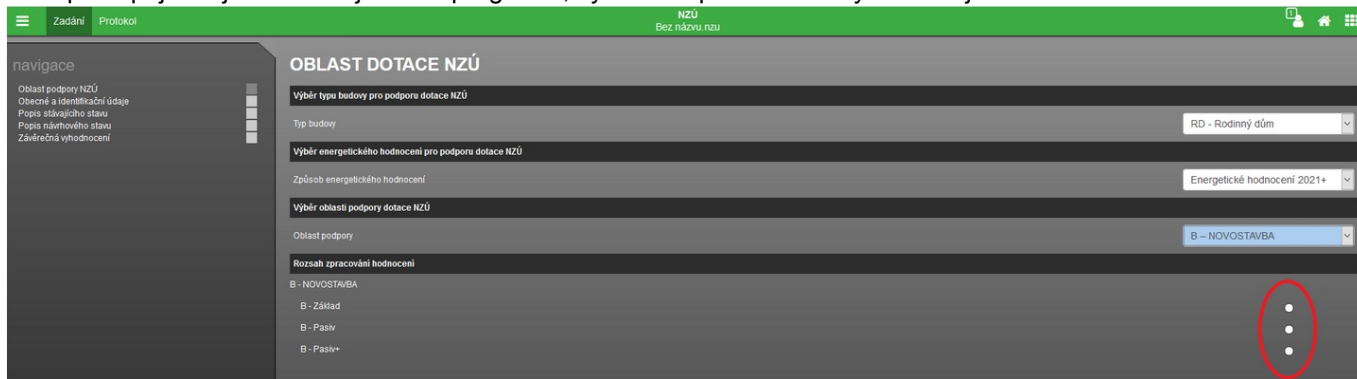 Zadání Protokol
NZÚ
Bez názvu.nzu
1
navigace
Oblast podpory NZÚ
Obecné a identifikační údaje
Popis stávajícího stavu
Popis návrhového stavu
Závěrečná vyhodnocení
OBLAST DOTACE NZÚ
Výběr typu budovy pro podporu dotace NZÚ
Typ budovy
RD - Rodinný dům
Výběr energetického hodnocení pro podporu dotace NZÚ
Způsob energetického hodnocení
Energetické hodnocení 2021+
Výběr oblasti podpory dotace NZÚ
Oblast podpory
B – NOVOSTAVBA
Rozsah zpracování hodnocení
B - NOVOSTAVBA
B - Základ
B - Pasiv
B - Pasiv+